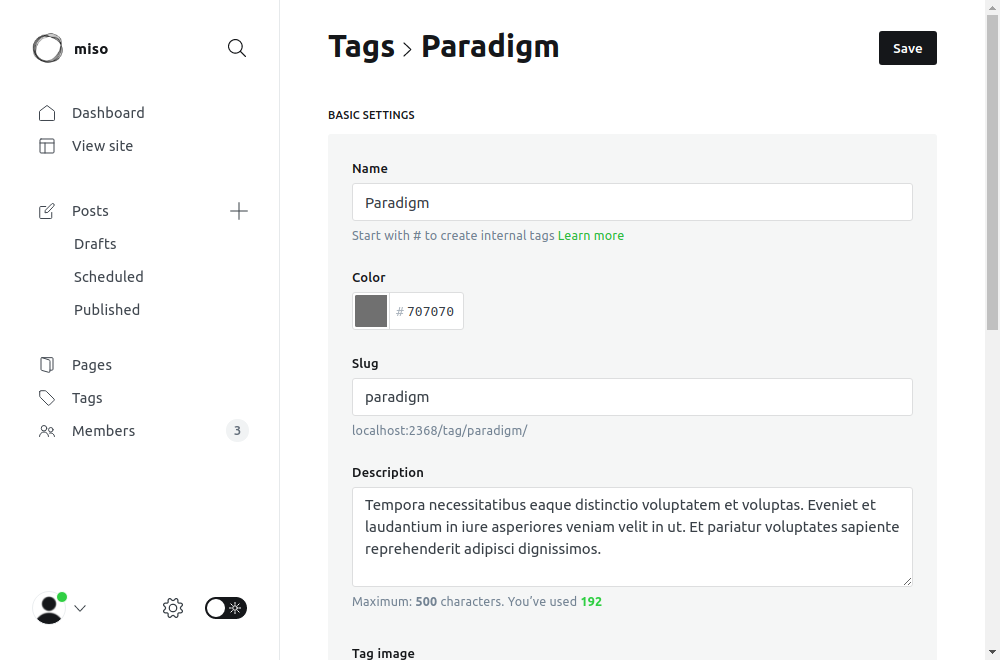 miso
Dashboard
View site
Posts
Drafts
Scheduled
Published
Pages
Tags
Members
3
Tags
Paradigm
Save
BASIC SETTINGS
Name
Paradigm
Start with # to create internal tags Learn more
Color
# 707070
Slug
paradigm
localhost:2368/tag/paradigm/
Description
Tempora necessitatibus eaque distinctio voluptatem et voluptas. Eveniet et
laudantium in iure asperiores veniam velit in ut. Et pariatur voluptates sapiente
reprehenderit adipisci dignissimos.
Maximum: 500 characters. You’ve used 192
Tag image